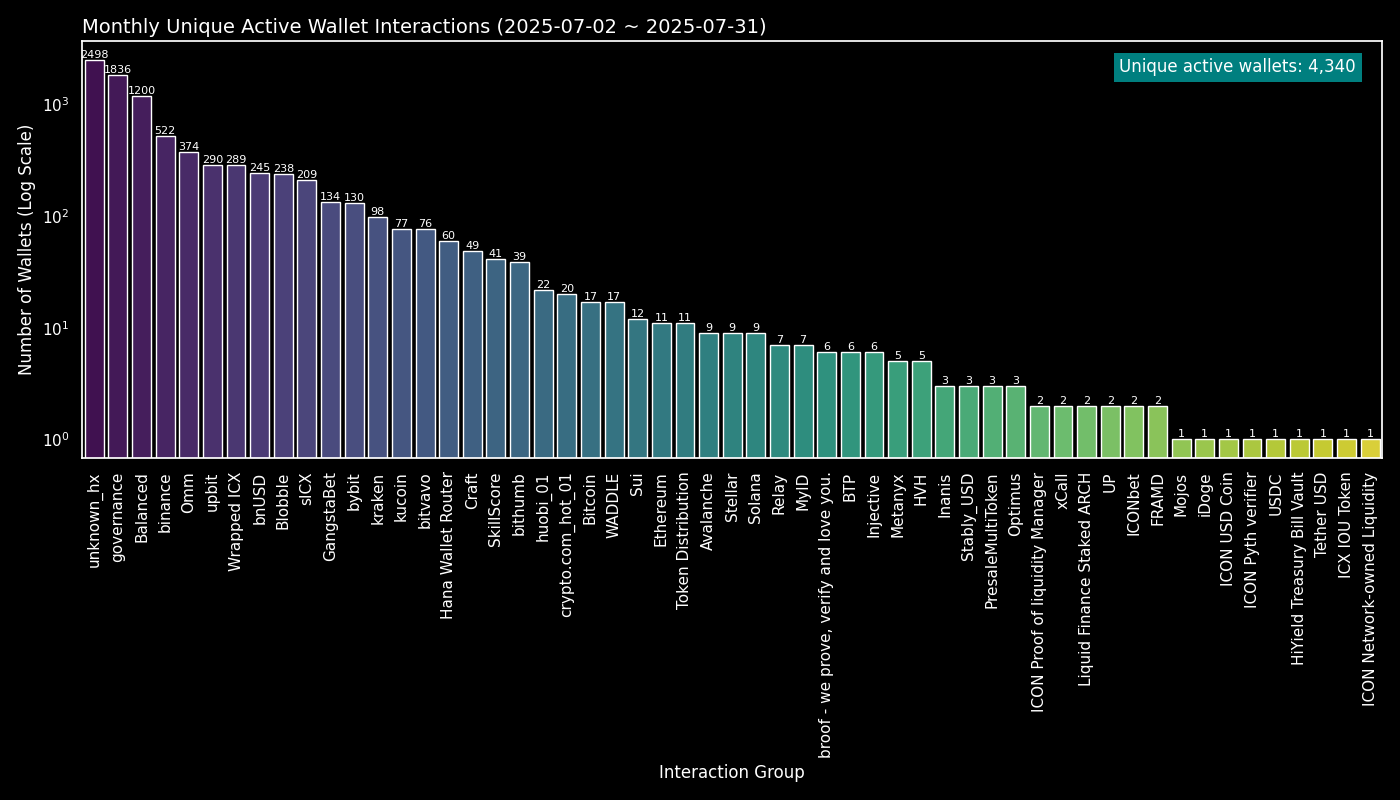 Monthly Unique Active Wallet Interactions (2025-07-02 ~ 2025-07-31)
Unique active wallets: 4,340
Number of Wallets (Log Scale)
10³
10²
10¹
10⁰
2498
1836
1200
522
374
290
289
245
238
209
134
130
98
77
76
60
49
41
39
22
20
17
17
12
11
11
9
9
9
7
7
6
6
6
5
5
3
3
3
3
2
2
2
2
2
2
1
1
1
1
1
1
1
1
1
unknown_hx
governance
Balanced
binance
Omm
upbit
Wrapped ICX
bnUSD
Blobble
sICX
GangstaBet
bybit
kraken
kucoin
bitvavo
Hana Wallet Router
Craft
SkillScore
bithumb
huobi_01
crypto.com_hot_01
Bitcoin
WADDLE
Sui
Ethereum
Token Distribution
Avalanche
Stellar
Solana
Relay
MyID
broof - we prove, verify and love you.
BTP
Injective
Metanyx
HVH
Inanis
Stably_USD
PresaleMultiToken
Optimus
ICON Proof of liquidity Manager
xCall
Liquid Finance Staked ARCH
UP
ICONbet
FRAMD
Mojos
iDoge
ICON USD Coin
ICON Pyth verifier
USDC
HiYield Treasury Bill Vault
Tether USD
ICX IOU Token
ICON Network-owned Liquidity
Interaction Group